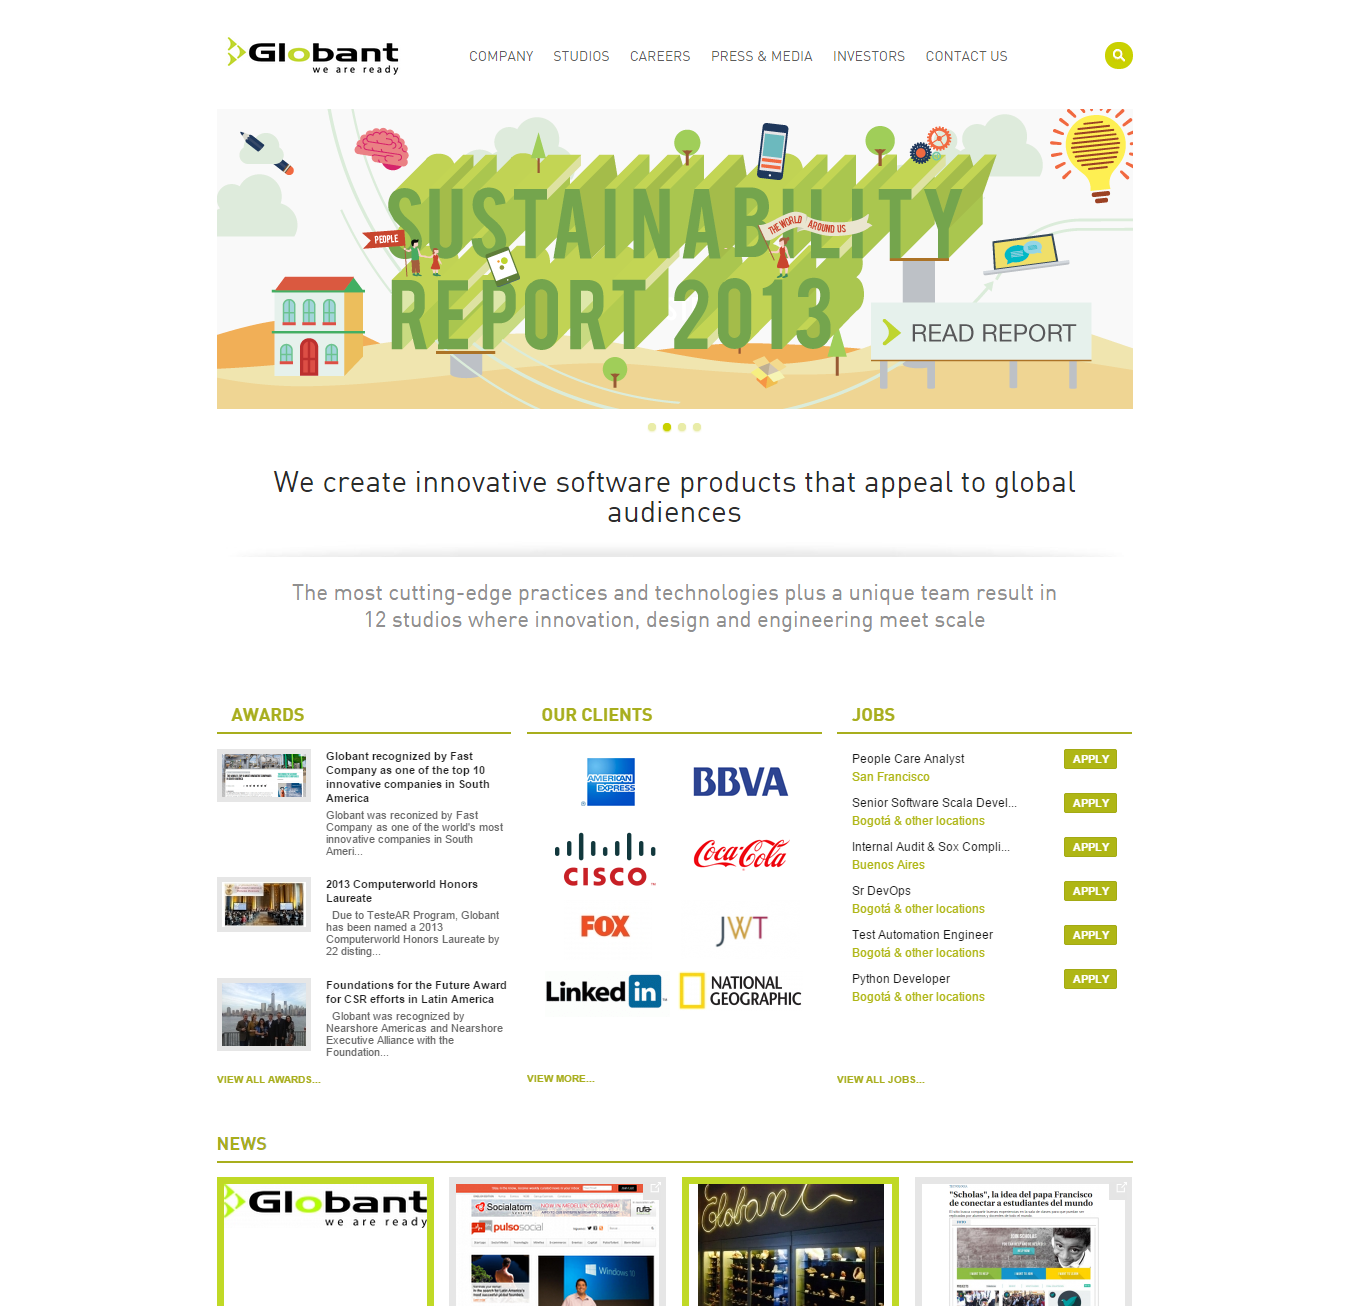 Globant
we are ready
COMPANY STUDIOS CAREERS PRESS & MEDIA INVESTORS CONTACT US
SUSTAINABILITY
THE WORLD AROUND US
PEOPLE
REPORT 2013
READ REPORT
We create innovative software products that appeal to global
audiences
The most cutting-edge practices and technologies plus a unique team result in
12 studios where innovation, design and engineering meet scale
AWARDS
Globant recognized by Fast
Company as one of the top 10
innovative companies in South
America
Globant was reconized by Fast
Company as one of the world's most
innovative companies in South
Ameri...
2013 Computerworld Honors
Laureate
Due to TesteAR Program, Globant
has been named a 2013
Computerworld Honors Laureate by
22 disting...
Foundations for the Future Award
for CSR efforts in Latin America
Globant was recognized by
Nearshore Americas and Nearshore
Executive Alliance with the
Foundation...
VIEW ALL AWARDS...
OUR CLIENTS
AMERICAN
EXPRESS
BBVA
CISCO
Coca-Cola
FOX
JWT
Linked in
NATIONAL
GEOGRAPHIC
VIEW MORE...
JOBS
People Care Analyst APPLY
San Francisco
Senior Software Scala Devel... APPLY
Bogotá & other locations
Internal Audit & Sox Compli... APPLY
Buenos Aires
Sr DevOps APPLY
Bogotá & other locations
Test Automation Engineer APPLY
Bogotá & other locations
Python Developer APPLY
Bogotá & other locations
VIEW ALL JOBS...
NEWS
Globant
we are ready
Socialatom
NOW IN MEDELLIN, COLOMBIA!
ruta
pulsosocial
Windows 10
Globant
"Scholas", la idea del papa Francisco
de conectar a estudiantes del mundo